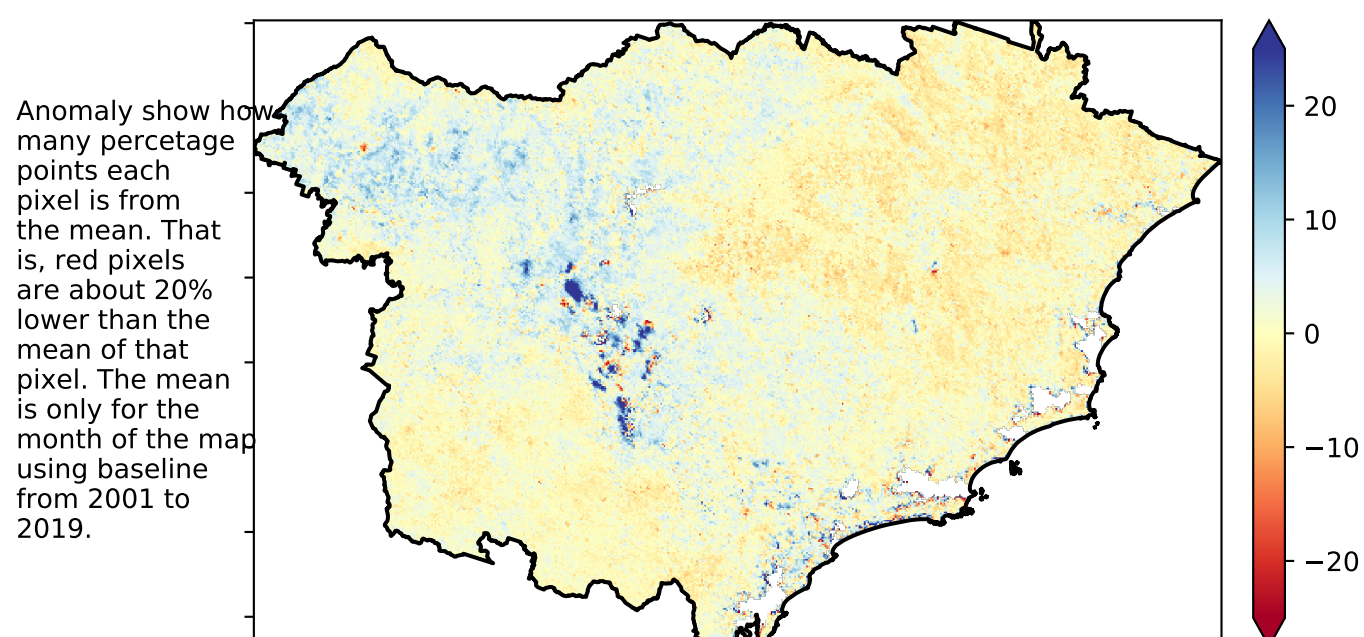 Anomaly show how
many percetage
points each
pixel is from
the mean. That
is, red pixels
are about 20%
lower than the
mean of that
pixel. The mean
is only for the
month of the map
using baseline
from 2001 to
2019.
20
10
0
−10
−20